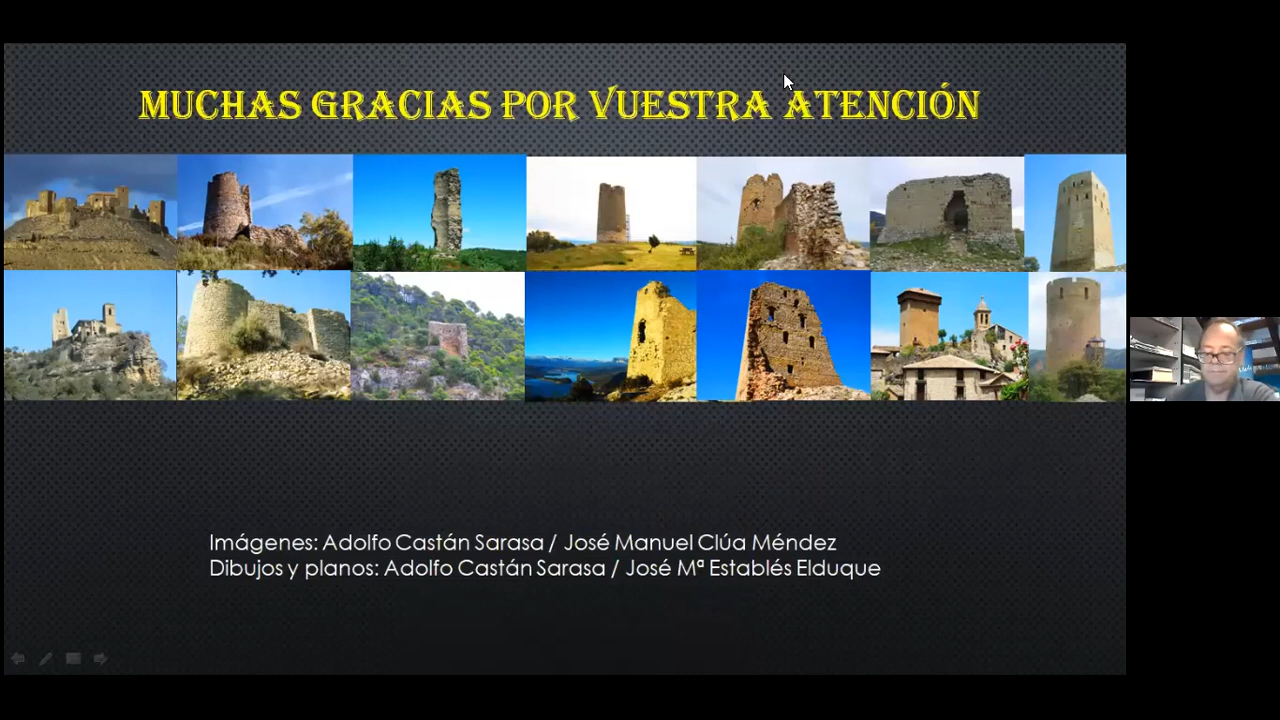 MUCHAS GRACIAS POR VUESTRA ATENCIÓN
Imágenes: Adolfo Castán Sarasa / José Manuel Clúa Méndez
Dibujos y planos: Adolfo Castán Sarasa / José Mª Establés Elduque